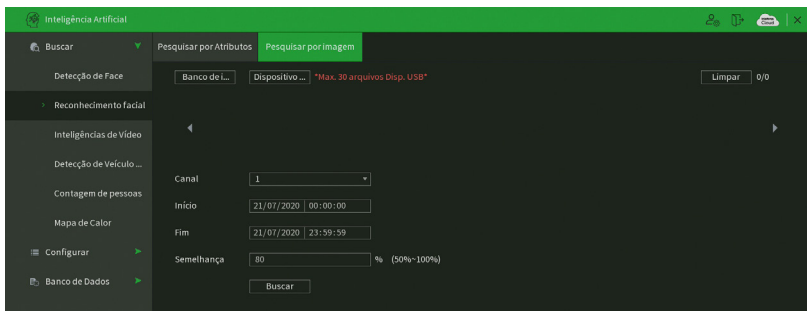 Inteligência Artificial
Cloud
Buscar
Detecção de Face
Reconhecimento facial
Inteligências de Vídeo
Detecção de Veículo ...
Contagem de pessoas
Mapa de Calor
Configurar
Banco de Dados
Pesquisar por Atributos
Pesquisar por imagem
Banco de i...
Dispositivo ...
*Max. 30 arquivos Disp. USB*
Limpar
0/0
Canal
1
Início
21/07/2020 00:00:00
Fim
21/07/2020 23:59:59
Semelhança
80
% (50%~100%)
Buscar